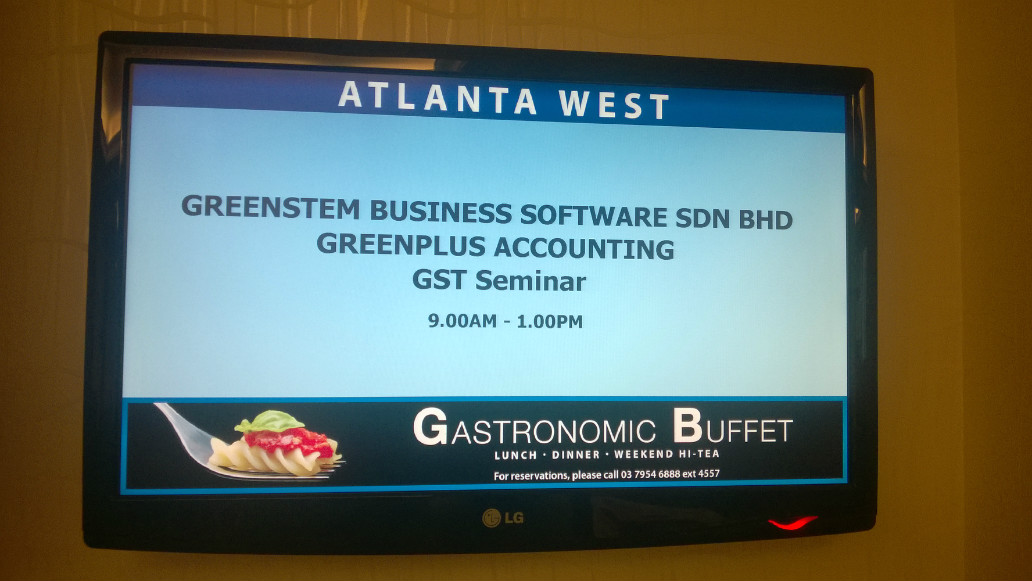 ATLANTA WEST
GREENSTEM BUSINESS SOFTWARE SDN BHD
GREENPLUS ACCOUNTING
GST Seminar
9.00AM - 1.00PM
GASTRONOMIC BUFFET
LUNCH · DINNER · WEEKEND HI-TEA
For reservations, please call 03 7954 6888 ext 4557
LG